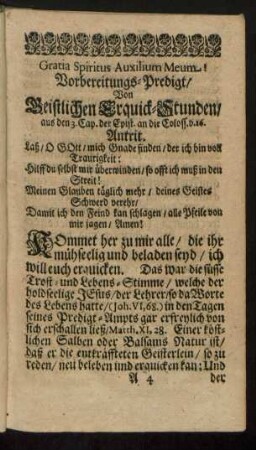 Gratia Spiritus Auxilium Meum!
Vorbereitungs-Predigt/
Von
Geistlichen Erquick-Stunden/
aus den 3. Cap. der Epist. an die Coloss. v. 16.
Antrit.
Laß/ O GOtt/ mich Gnade finden/ der ich bin voll
Traurigkeit:
Hilff du selbst mir überwinden/ so offt ich muß in den
Streit!
Meinen Glauben täglich mehr/ deines Geistes
Schwerd verehr/
Damit ich den Feind kan schlagen/ alle Pfeile von
mir jagen/ Amen!
KOmmet her zu mir alle/ die ihr
mühseelig und beladen seyd/ ich
will euch erquicken. Das war die süsse
Trost- und Lebens-Stimme/ welche der
holdseelige JEsus/ der Lehrer/ so da Worte
des Lebens hatte/ (Joh. VI, 68.) in den Tagen
seines Predigt-Ampts gar erfreylich von
sich erschallen ließ/ Matth. XI, 28. Einer köst-
lichen Salben oder Balsams Natur ist/
daß er die entkräffteten Geisterlein/ so zu
reden/ neu beleben und erquicken kan: Und
A 4 der